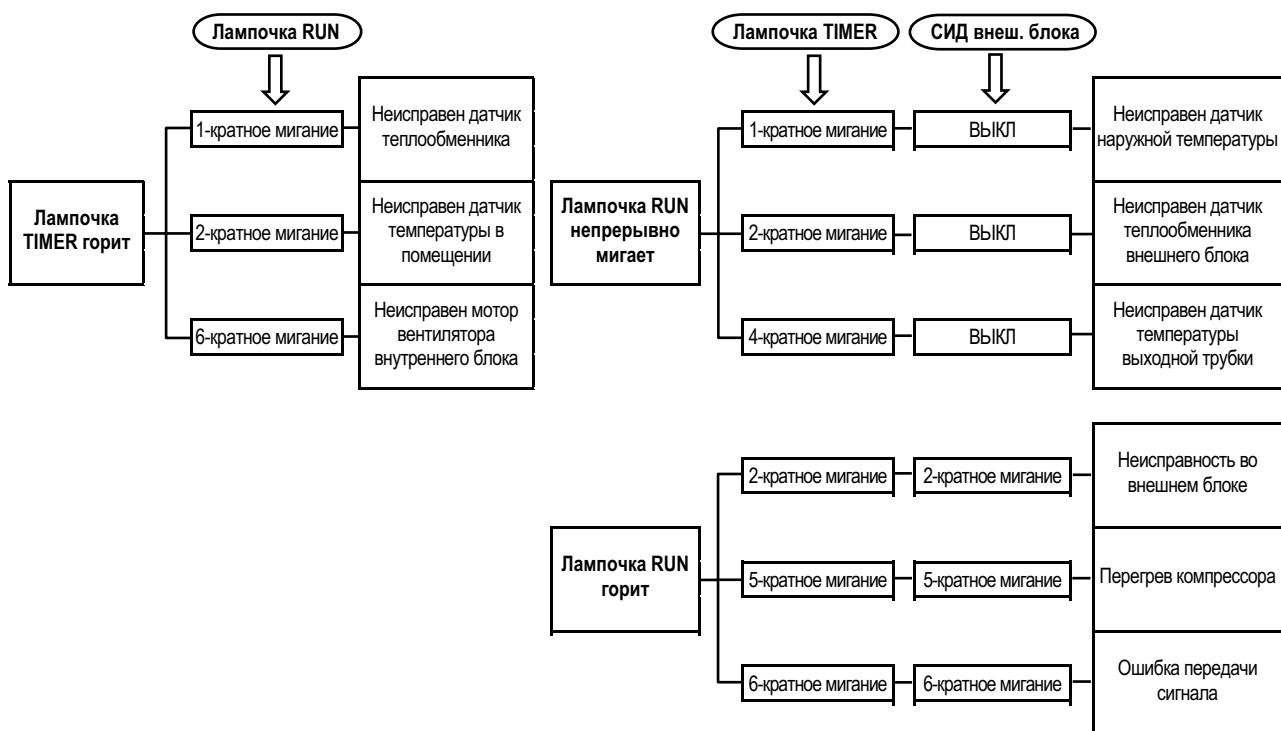 Лампочка RUN
1-кратное мигание
Неисправен датчик
теплообменника
Лампочка
TIMER горит
2-кратное мигание
Неисправен датчик
температуры в
помещении
6-кратное мигание
Неисправен мотор
вентилятора
внутреннего блока
Лампочка TIMER
СИД внеш. блока
1-кратное мигание
ВЫКЛ
Неисправен датчик
наружной температуры
Лампочка RUN
непрерывно
мигает
2-кратное мигание
ВЫКЛ
Неисправен датчик
теплообменника
внешнего блока
4-кратное мигание
ВЫКЛ
Неисправен датчик
температуры
выходной трубки
2-кратное мигание
2-кратное мигание
Неисправность во
внешнем блоке
Лампочка RUN
горит
5-кратное мигание
5-кратное мигание
Перегрев компрессора
6-кратное мигание
6-кратное мигание
Ошибка передачи
сигнала